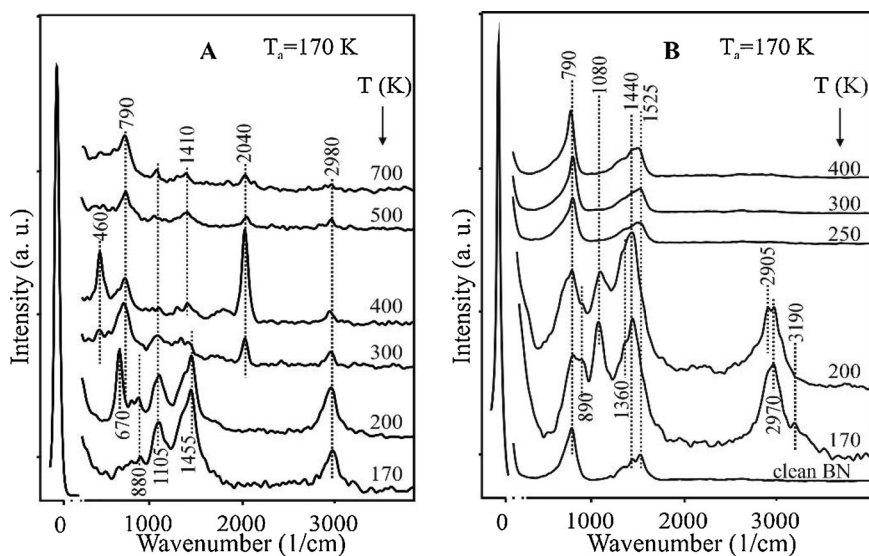 A
T_a=170 K
T (K)
790
1410
2040
2980
460
700
500
400
300
200
170
670
880
1105
1455
Intensity (a. u.)
0 1000 2000 3000
Wavenumber (1/cm)
B
T_a=170 K
T (K)
790
1080
1440
1525
400
300
250
2905
3190
200
890
1360
2970
170
clean BN
Intensity (a. u.)
0 1000 2000 3000
Wavenumber (1/cm)